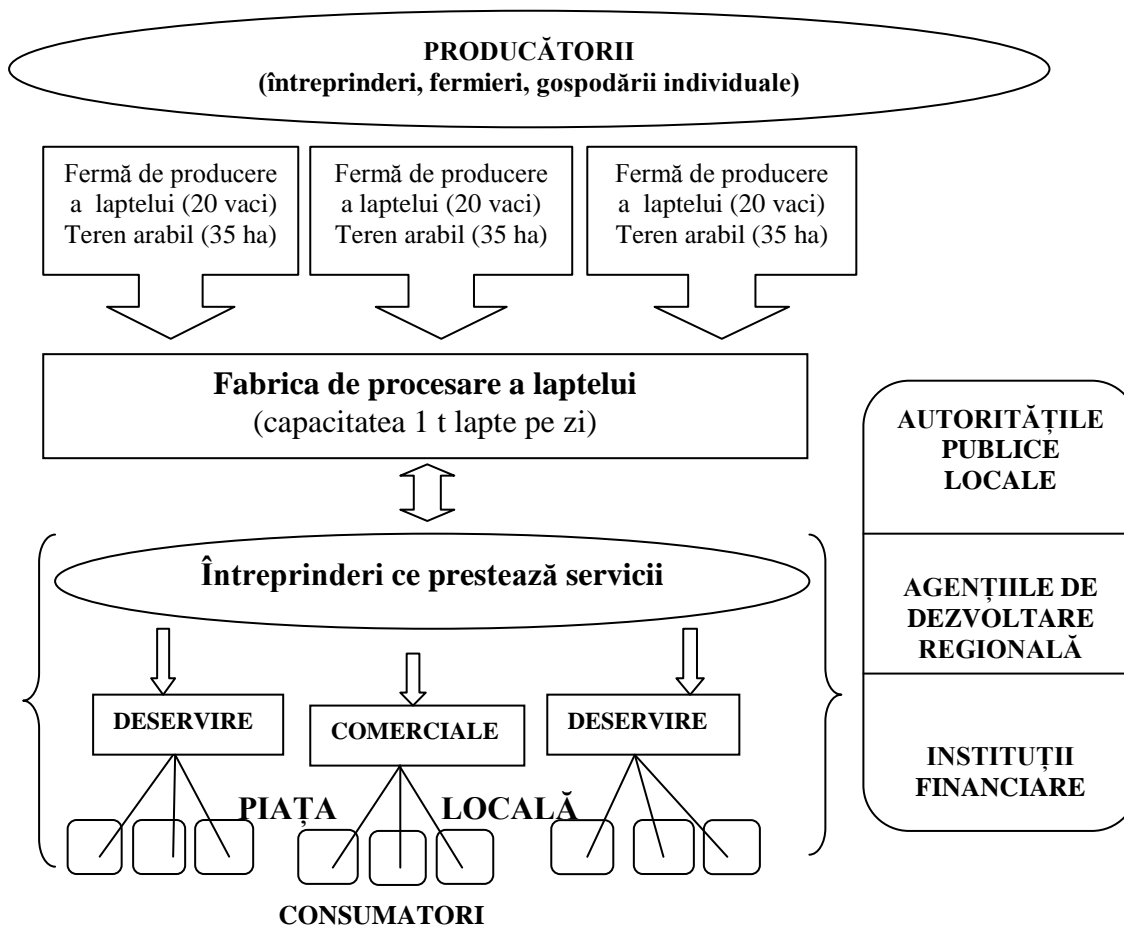 PRODUCĂTORII
(întreprinderi, fermieri, gospodării individuale)
Fermă de producere
a laptelui (20 vaci)
Teren arabil (35 ha)
Fermă de producere
a laptelui (20 vaci)
Teren arabil (35 ha)
Fermă de producere
a laptelui (20 vaci)
Teren arabil (35 ha)
Fabrica de procesare a laptelui
(capacitatea 1 t lapte pe zi)
Întreprinderi ce prestează servicii
DESERVIRE
COMERCIALE
DESERVIRE
PIAȚA LOCALĂ
CONSUMATORI
AUTORITĂȚILE
PUBLICE
LOCALE
AGENȚIILE DE
DEZVOLTARE
REGIONALĂ
INSTITUȚII
FINANCIARE